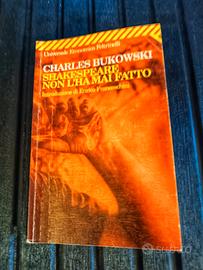 Universale Economica Feltrinelli
CHARLES BUKOWSKI
SHAKESPEARE
NON L'HA MAI FATTO
Introduzione di Enrico Franceschini
subito